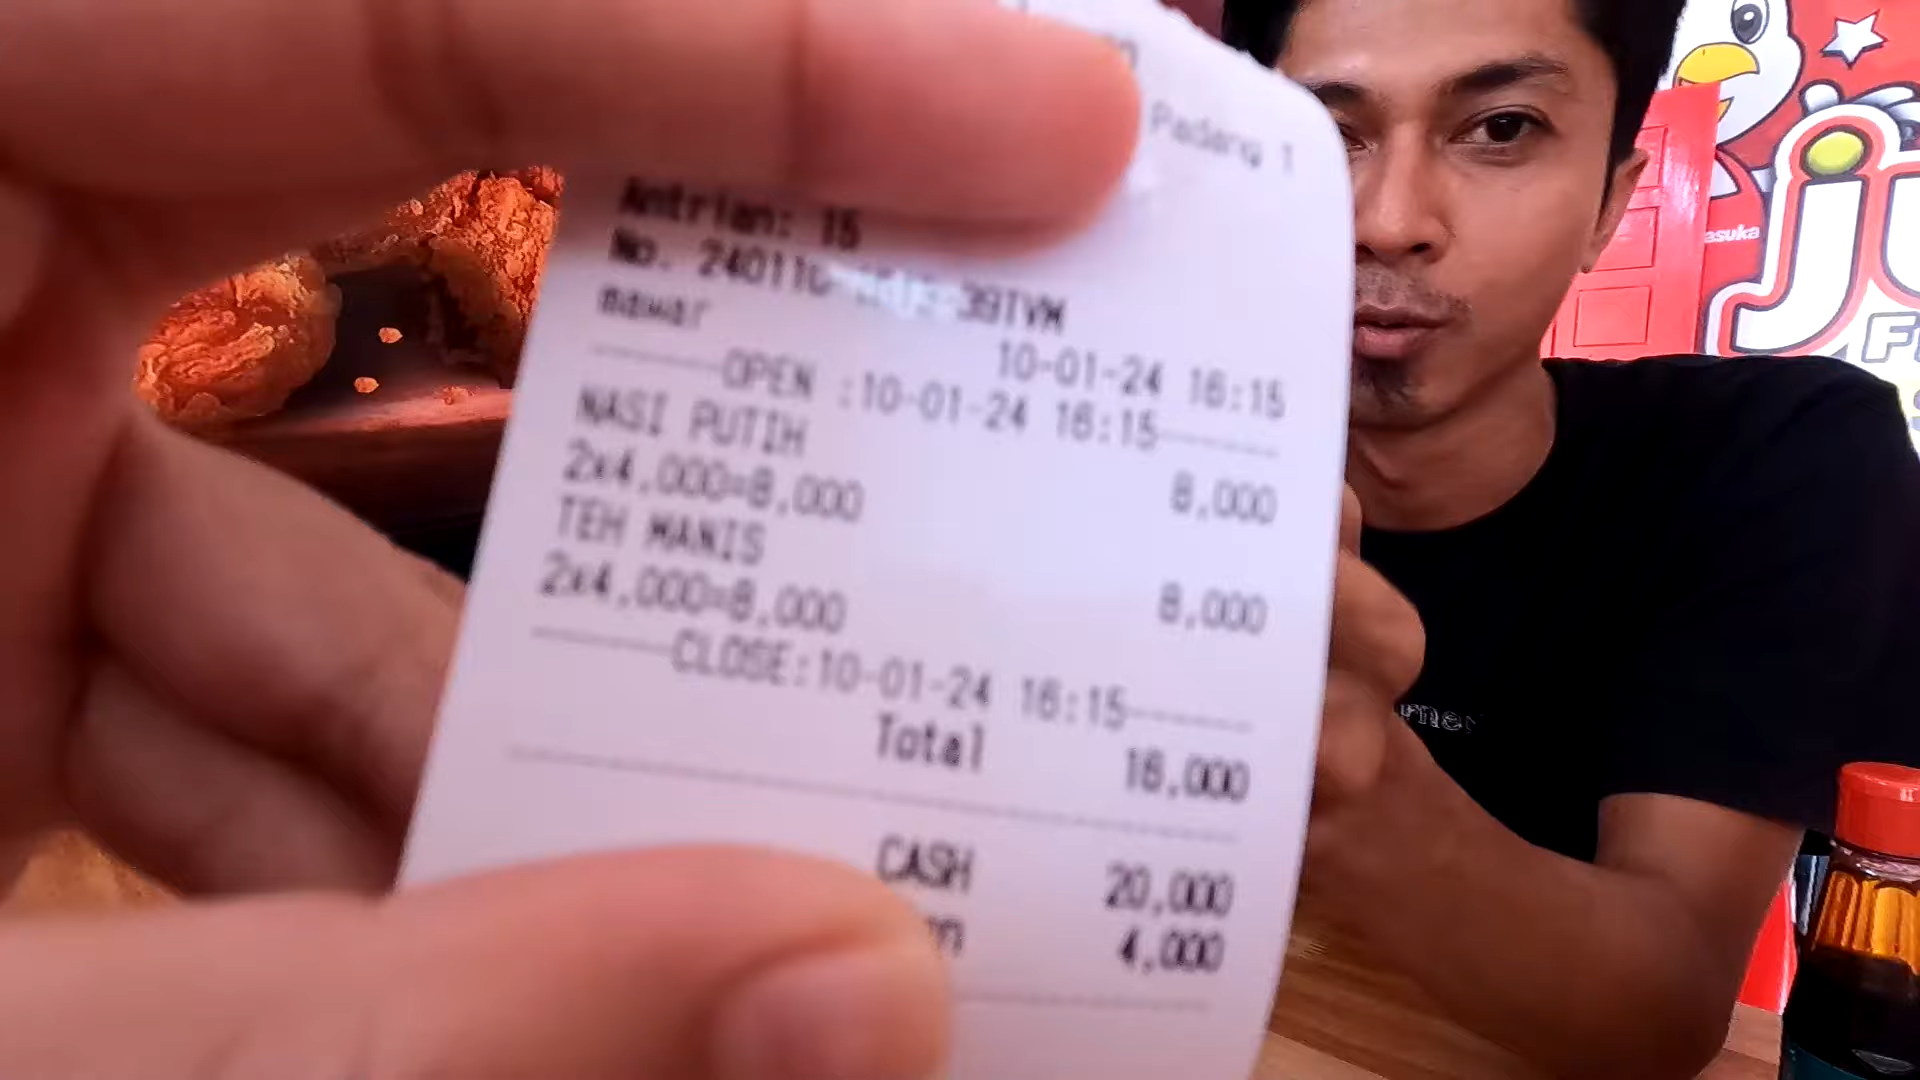 Padang 1
Antrian: 15
39TVM
mawar
10-01-24 16:15
OPEN :10-01-24 16:15
NASI PUTIH
2x4,000=8,000 8,000
TEH MANIS
2x4,000=8,000 8,000
CLOSE:10-01-24 16:15
Total 16,000
CASH 20,000
4,000
asuka